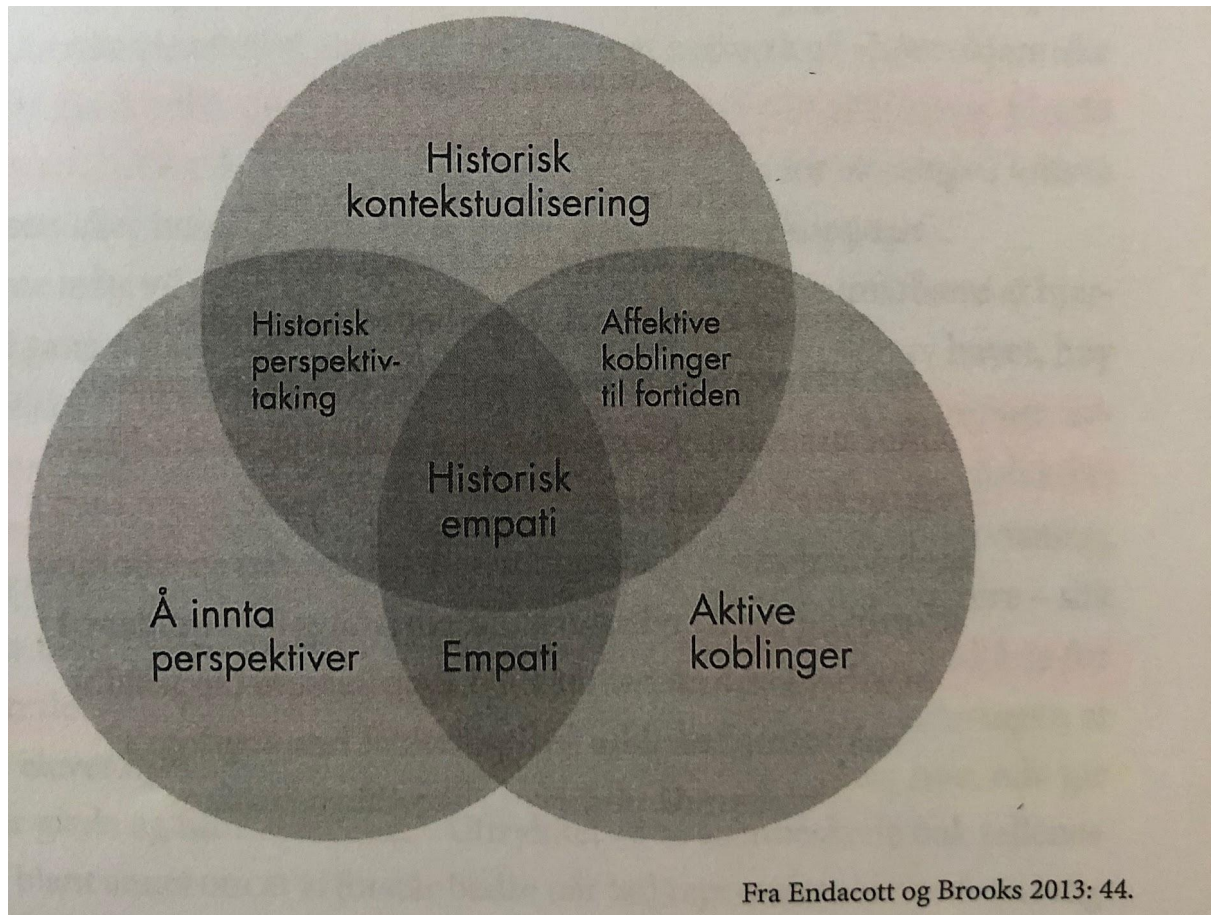 Historisk
kontekstualisering
Historisk
perspektiv-
taking
Affektive
koblinger
til fortiden
Historisk
empati
Å innta
perspektiver
Empati
Aktive
koblinger
Fra Endacott og Brooks 2013: 44.